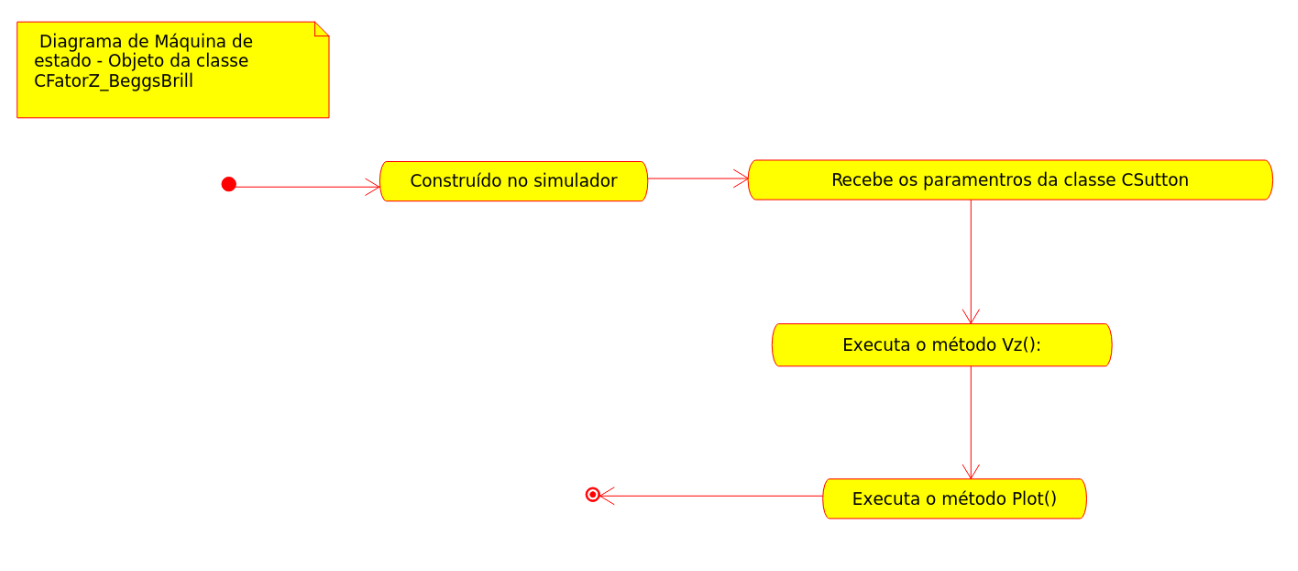 Diagrama de Máquina de
estado - Objeto da classe
CFatorZ_BeggsBrill
Construído no simulador
Recebe os paramentros da classe CSutton
Executa o método Vz():
Executa o método Plot()